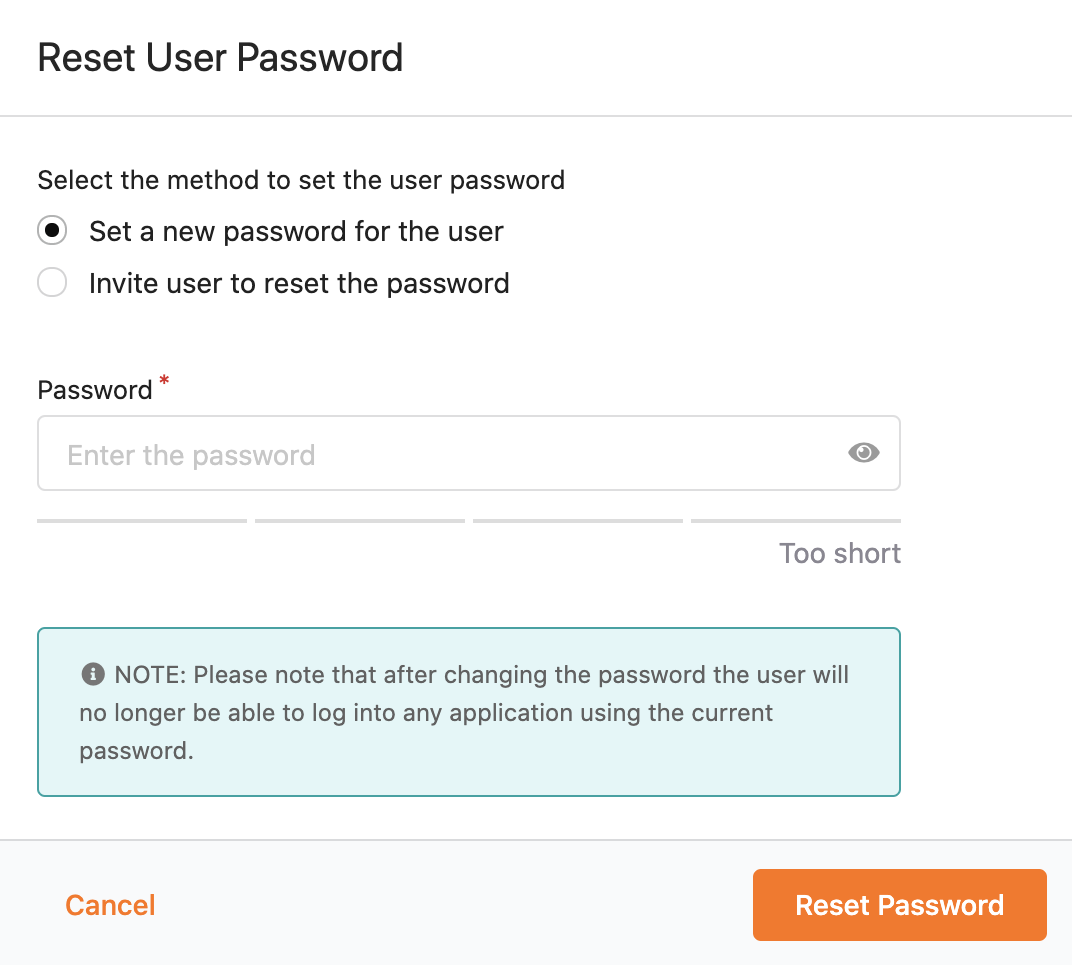 Reset User Password
Select the method to set the user password
Set a new password for the user
Invite user to reset the password
Password *
Enter the password
Too short
NOTE: Please note that after changing the password the user will
no longer be able to log into any application using the current
password.
Cancel
Reset Password